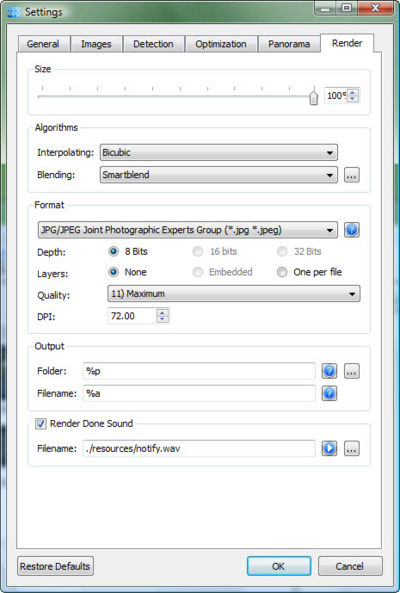 Settings
General Images Detection Optimization Panorama Render
Size
100%
Algorithms
Interpolating: Bicubic
Blending: Smartblend ...
Format
JPG/JPEG Joint Photographic Experts Group (*.jpg *.jpeg) ?
Depth: 8 Bits 16 bits 32 Bits
Layers: None Embedded One per file
Quality: 11) Maximum
DPI: 72.00
Output
Folder: %p ? ...
Filename: %a ?
Render Done Sound
Filename: ./resources/notify.wav ...
Restore Defaults OK Cancel